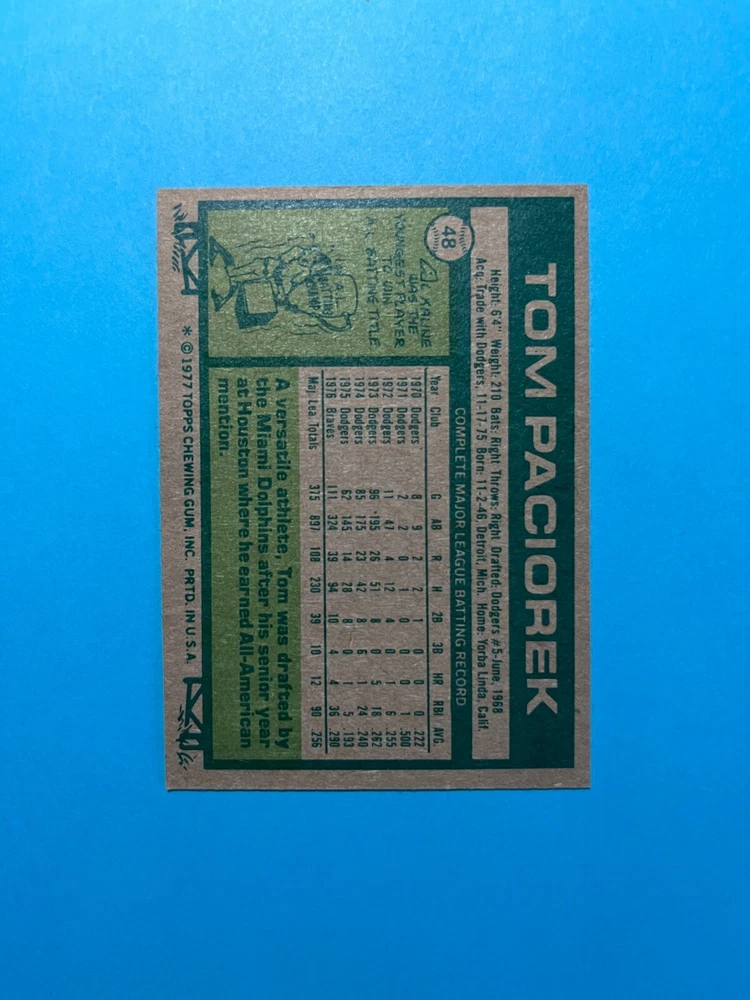 TOM PACIOREK
48
Height: 6'4" Weight: 210 Bats: Right Throws: Right Drafted: Dodgers #5-June, 1968
Acq: Trade with Dodgers, 11-17-75 Born: 11-2-46, Detroit, Mich. Home: Yorba Linda, Calif.
COMPLETE MAJOR LEAGUE BATTING RECORD
Year Club G AB R H 2B 3B HR RBI AVG.
1970 Dodgers 8 9 2 2 1 0 0 0 .222
1971 Dodgers 2 2 0 1 0 0 0 1 .500
1972 Dodgers 11 47 4 12 4 0 1 6 .255
1973 Dodgers 96 195 26 51 8 0 5 18 .262
1974 Dodgers 85 175 23 42 8 6 1 24 .240
1975 Dodgers 62 145 14 28 8 0 1 5 .193
1976 Braves 111 324 39 94 10 4 4 36 .290
Maj. Lea. Totals 375 897 108 230 39 10 12 90 .256
AL KALINE
WAS THE
YOUNGEST PLAYER
TO WIN
A.L. BATTING TITLE
A versatile athlete, Tom was drafted by
the Miami Dolphins after his senior year
at Houston where he earned All-American
mention.
* © 1977 TOPPS CHEWING GUM, INC. PRTD. IN U.S.A.